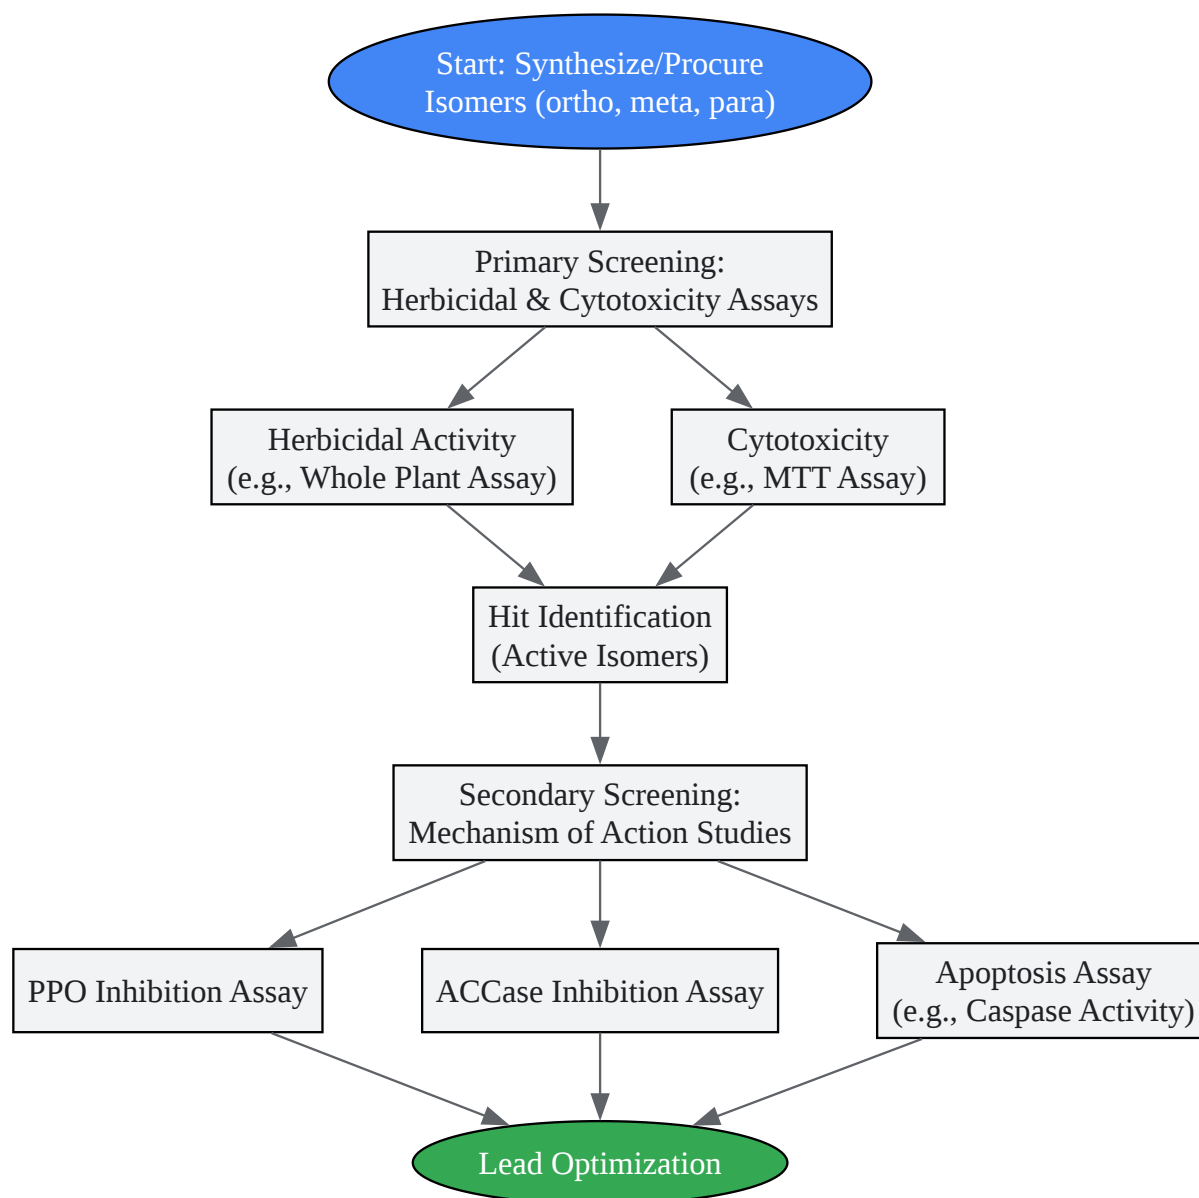 Start: Synthesize/Procure
Isomers (ortho, meta, para)
Primary Screening:
Herbicidal & Cytotoxicity Assays
Herbicidal Activity
(e.g., Whole Plant Assay)
Cytotoxicity
(e.g., MTT Assay)
Hit Identification
(Active Isomers)
Secondary Screening:
Mechanism of Action Studies
PPO Inhibition Assay
ACCase Inhibition Assay
Apoptosis Assay
(e.g., Caspase Activity)
Lead Optimization